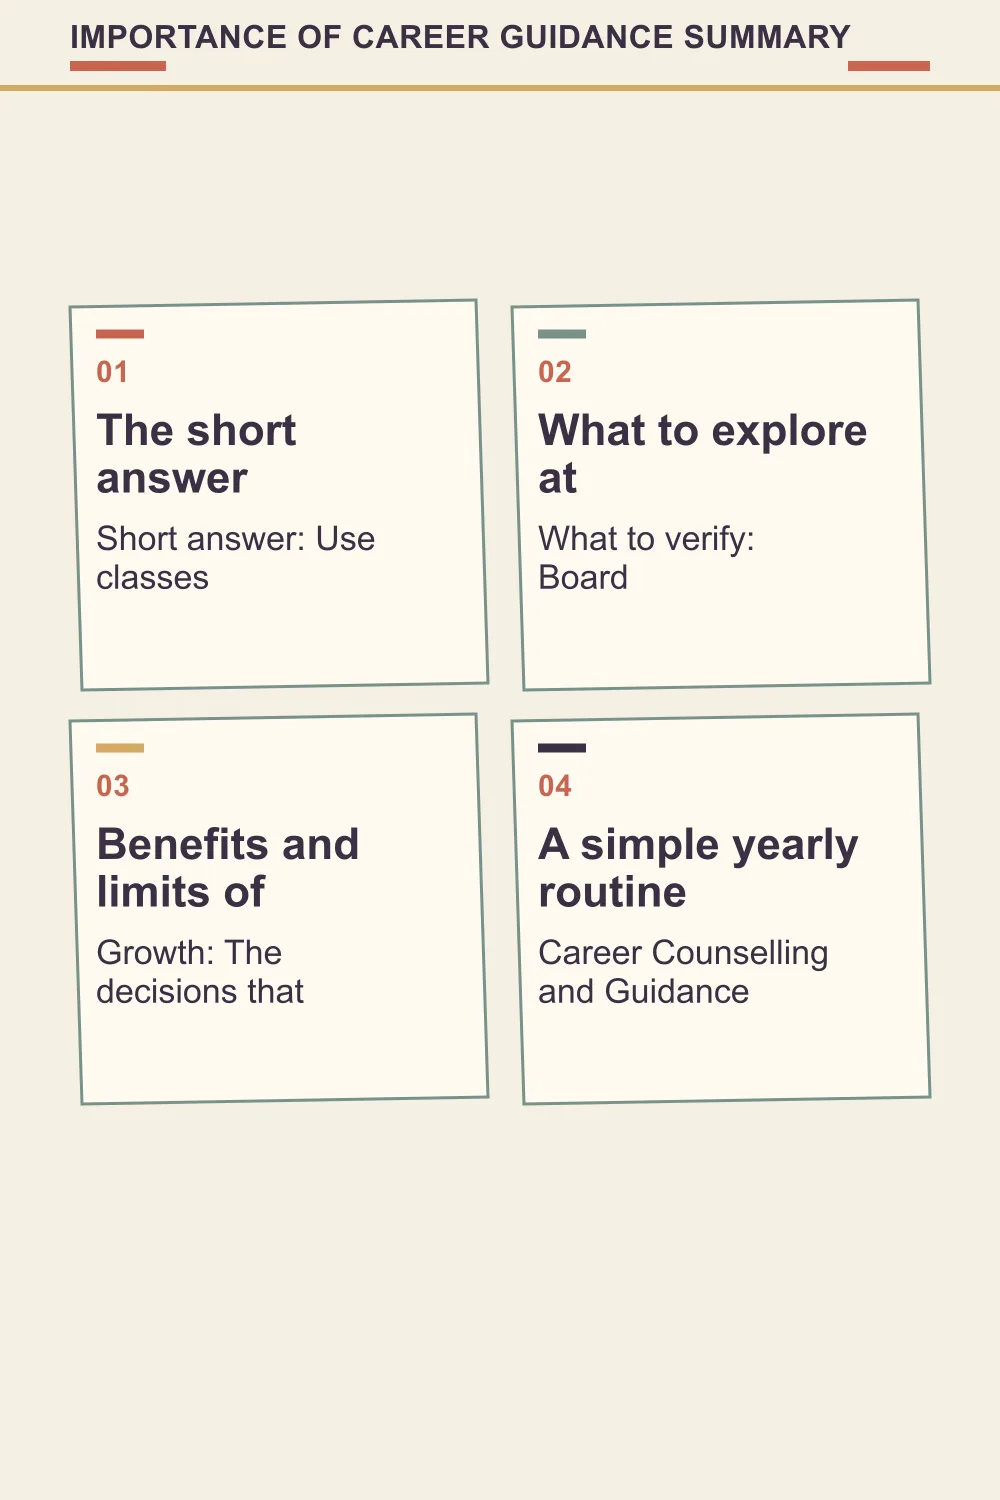 IMPORTANCE OF CAREER GUIDANCE SUMMARY
01
The short
answer
Short answer: Use
classes
02
What to explore
at
What to verify:
Board
03
Benefits and
limits of
Growth: The
decisions that
04
A simple yearly
routine
Career Counselling
and Guidance